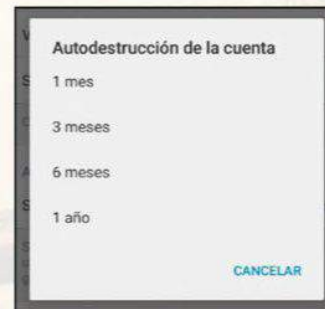 Autodestrucción de la cuenta
1 mes
3 meses
6 meses
1 año
CANCELAR